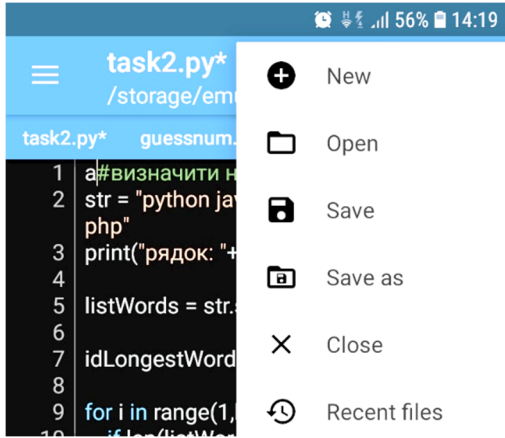 56% 14:19
task2.py*
/storage/emu
task2.py* guessnum.
1 a#визначити н
2 str = "python jav
php"
3 print("рядок: "+
4
5 listWords = str.
6
7 idLongestWord
8
9 for i in range(1,
10
New
Open
Save
Save as
Close
Recent files